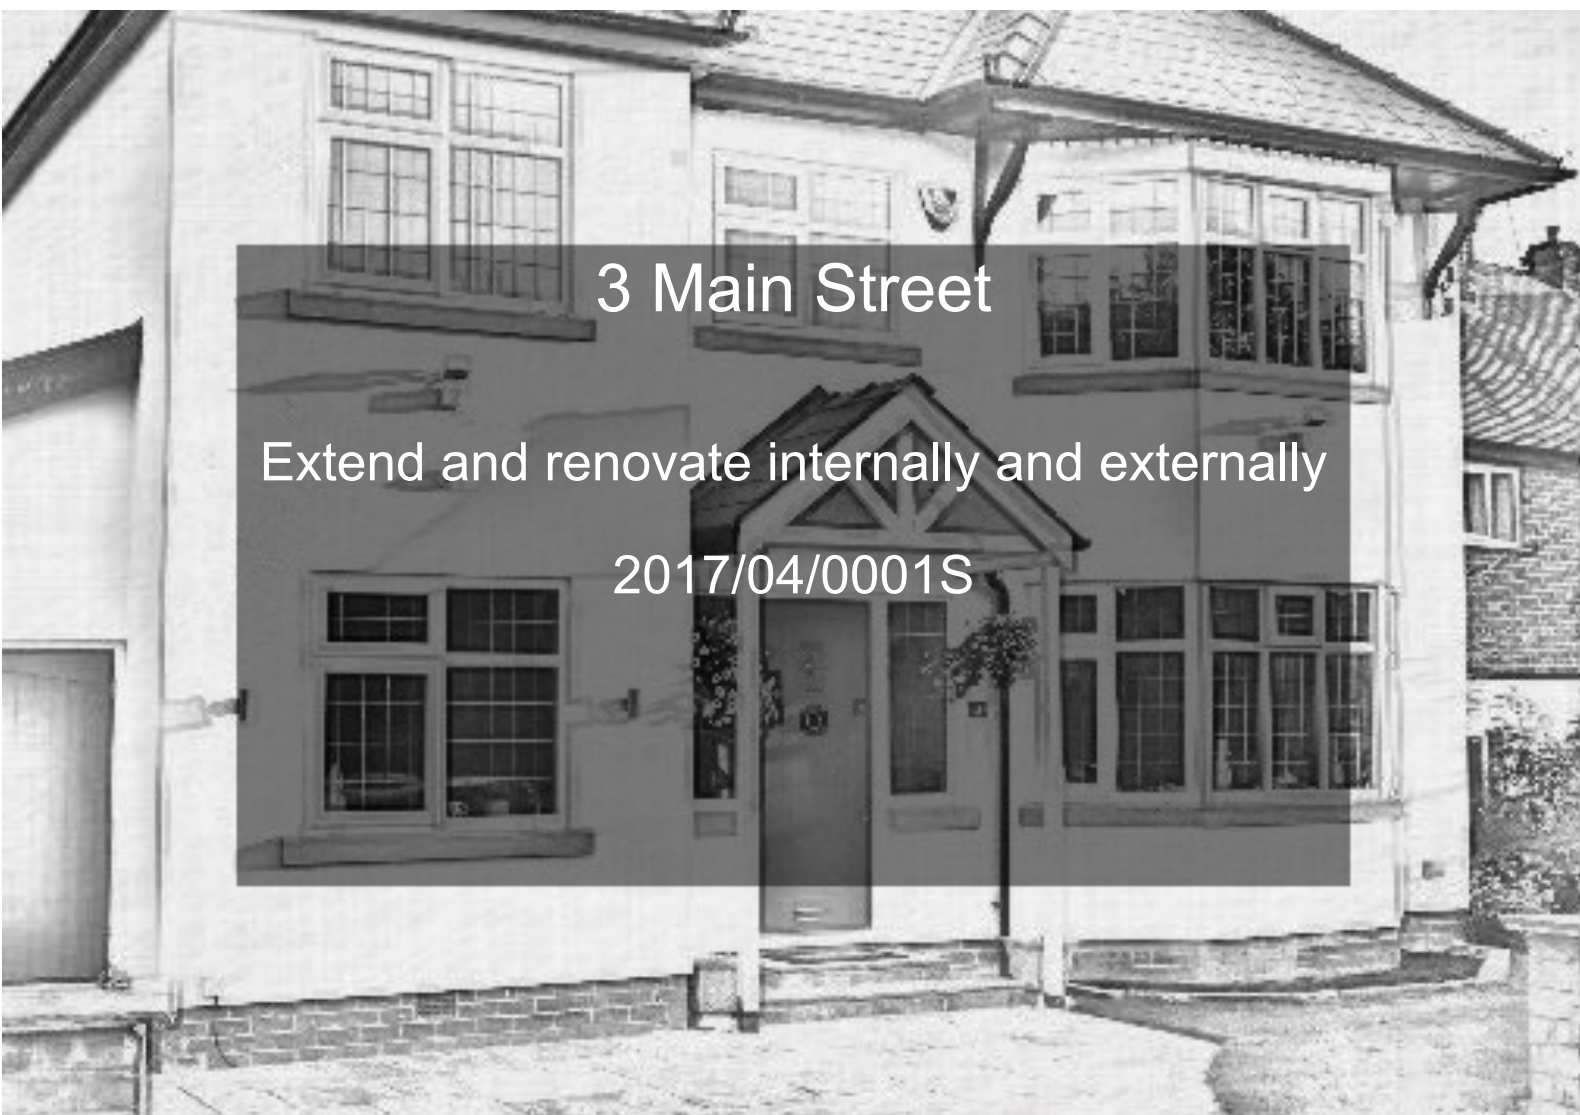 3 Main Street
Extend and renovate internally and externally
2017/04/0001S